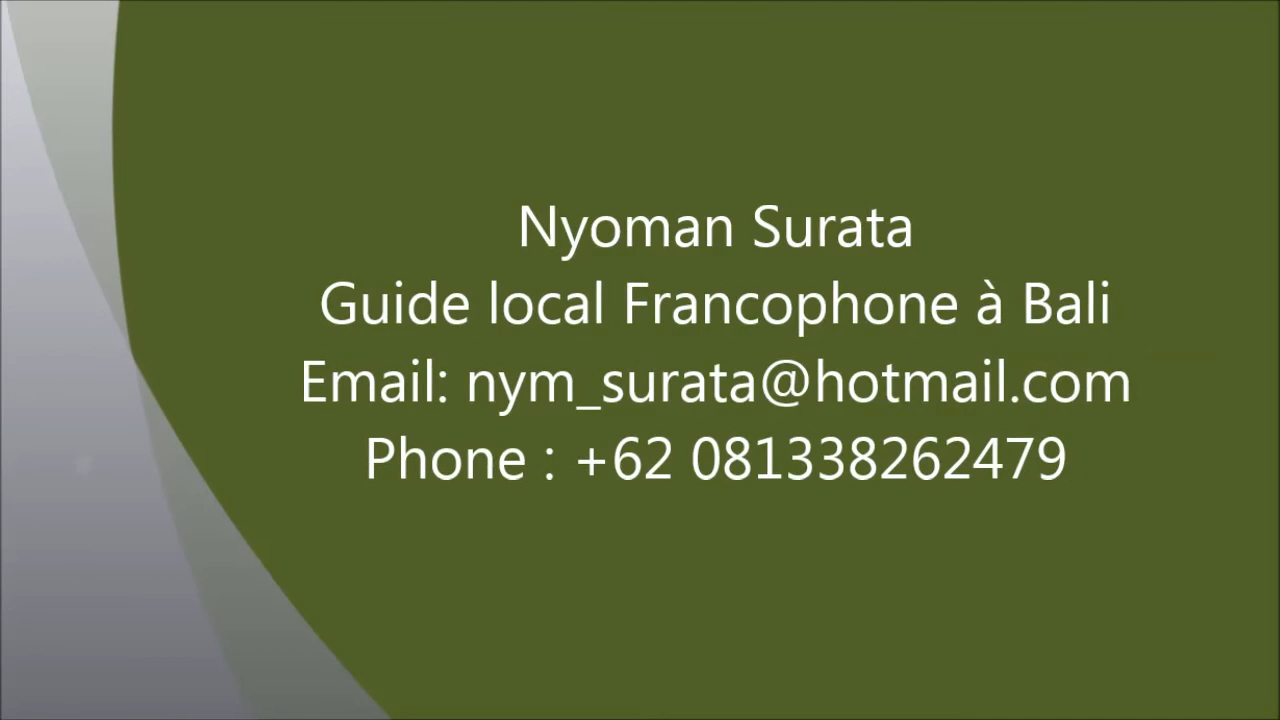 Nyoman Surata
Guide local Francophone à Bali
Email: nym_surata@hotmail.com
Phone : +62 081338262479